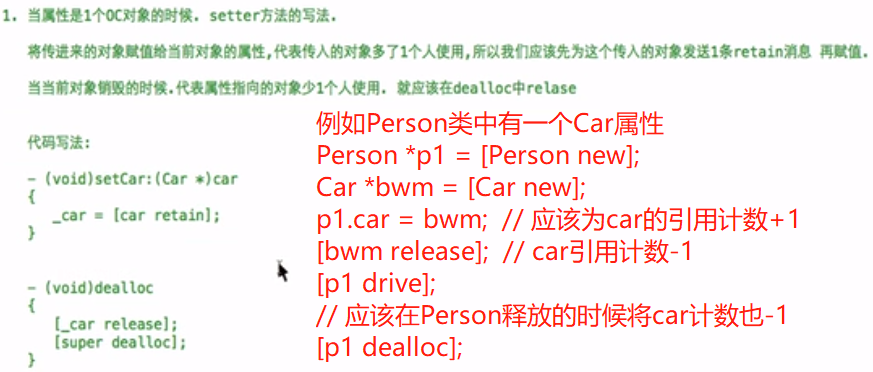 1. 当属性是1个OC对象的时候. setter方法的写法.
将传进来的对象赋值给当前对象的属性,代表传入的对象多了1个人使用,所以我们应该先为这个传入的对象发送1条retain消息 再赋值.
当当前对象销毁的时候.代表属性指向的对象少1个人使用. 就应该在dealloc中relase
代码写法:
- (void)setCar:(Car *)car
{
_car = [car retain];
}
- (void)dealloc
{
[_car release];
[super dealloc];
}
例如Person类中有一个Car属性
Person *p1 = [Person new];
Car *bwm = [Car new];
p1.car = bwm; // 应该为car的引用计数+1
[bwm release]; // car引用计数-1
[p1 drive];
// 应该在Person释放的时候将car计数也-1
[p1 dealloc];